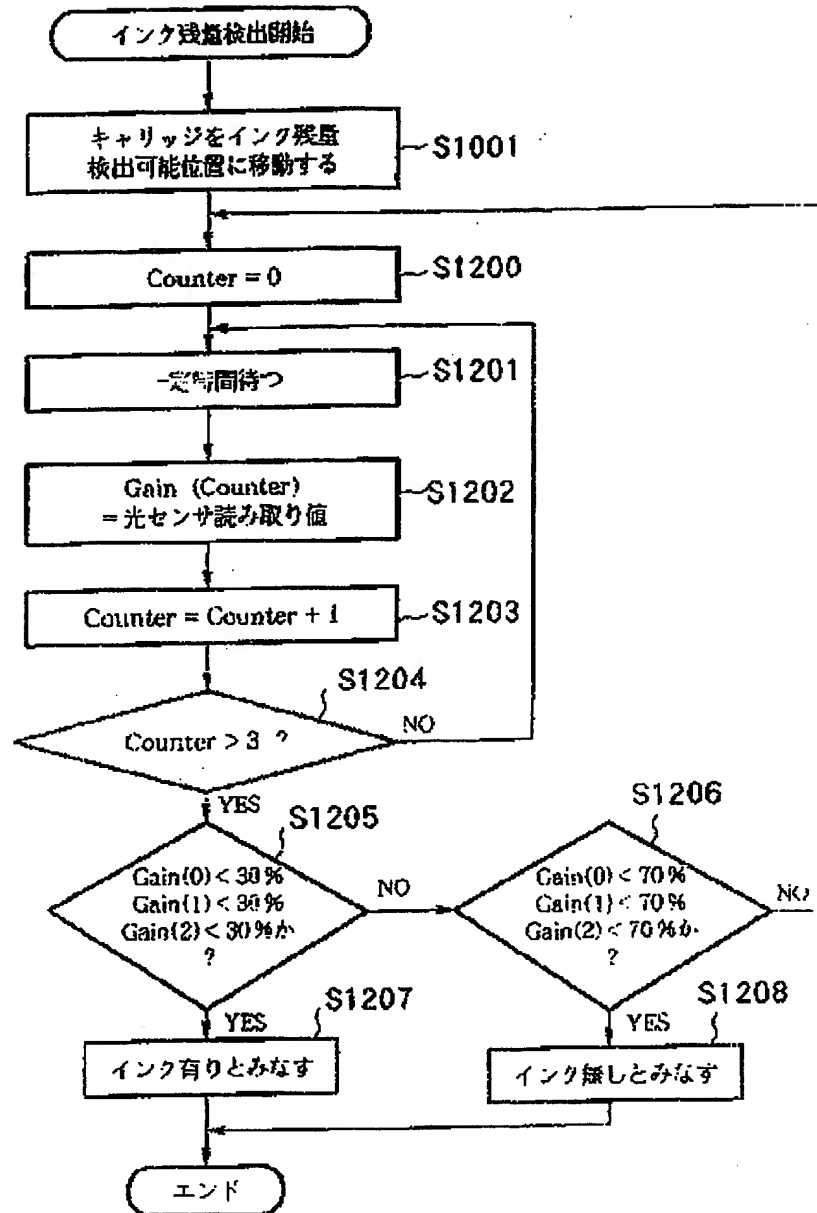 インク残量検出開始
キャリッジをインク残量
検出可能位置に移動する
S1001
Counter = 0
S1200
一定時間待つ
S1201
Gain (Counter)
= 光センサ読み取り値
S1202
Counter = Counter + 1
S1203
S1204
Counter > 3 ?
NO
YES
S1205
Gain(0) < 30%
Gain(1) < 30%
Gain(2) < 30%か
?
NO
S1206
Gain(0) < 70%
Gain(1) < 70%
Gain(2) < 70%か
?
NO
YES
S1207
インク有りとみなす
YES
S1208
インク無しとみなす
エンド